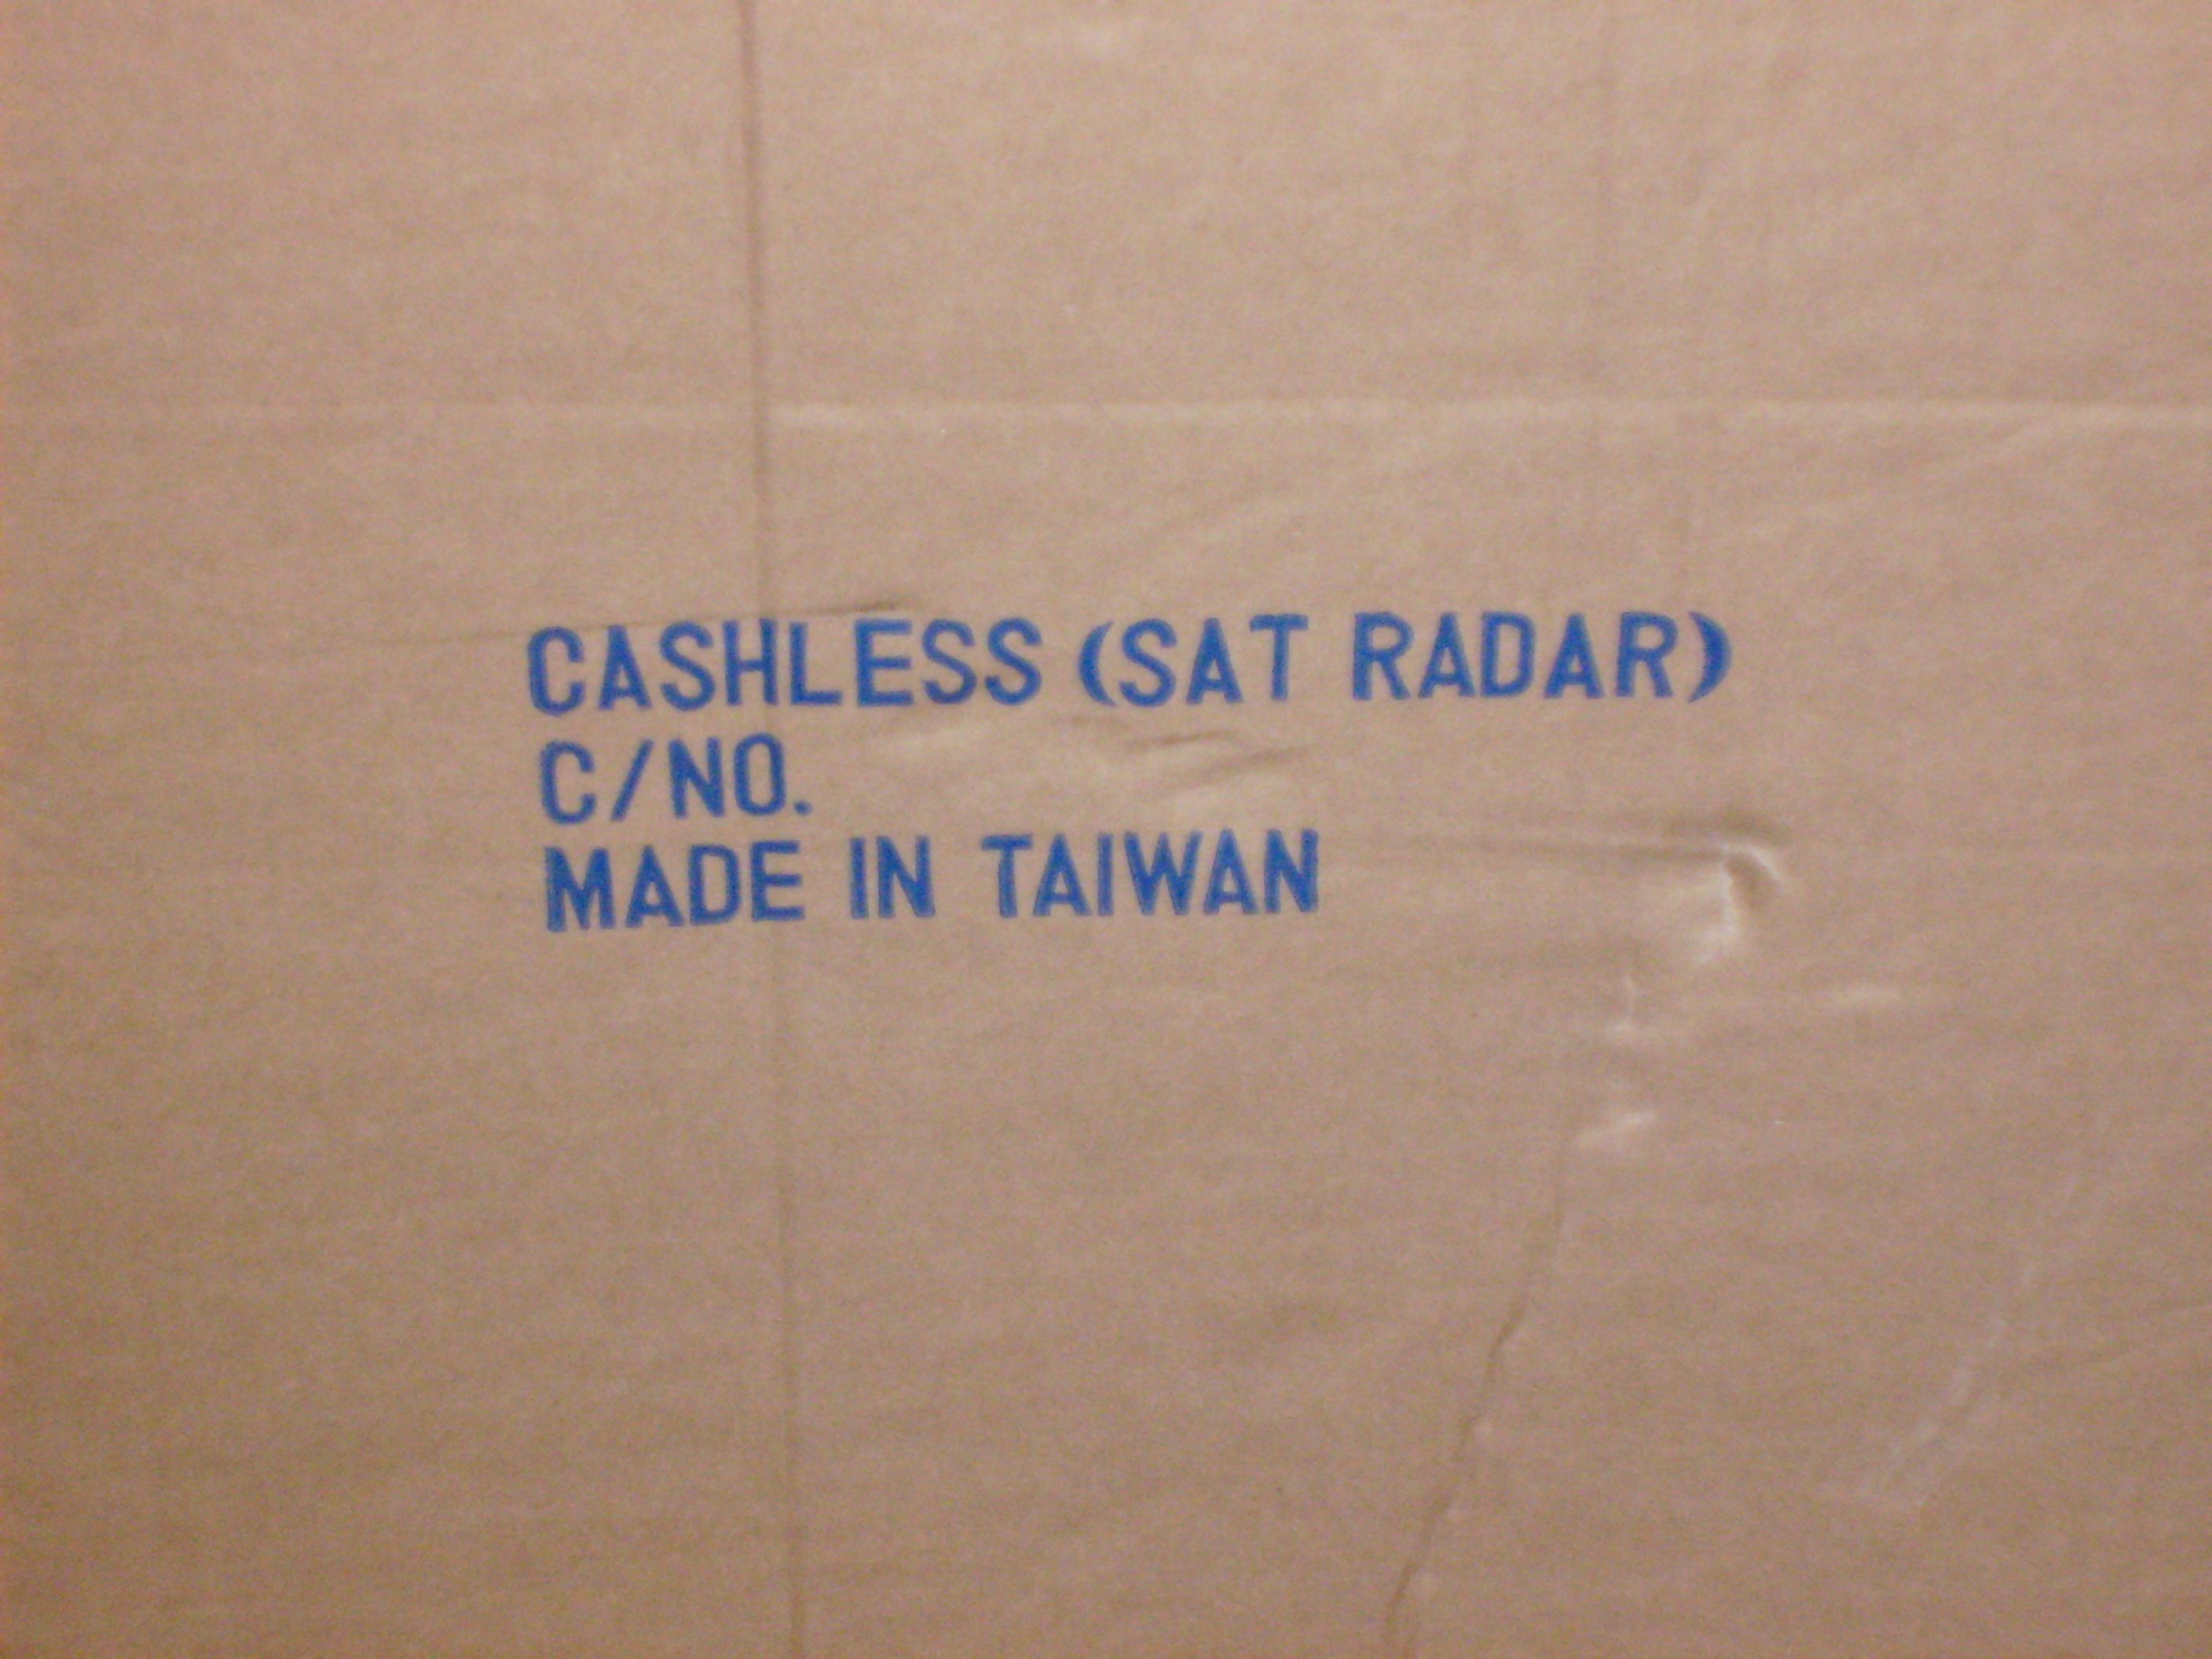 CASHLESS (SAT RADAR)
C/NO.
MADE IN TAIWAN